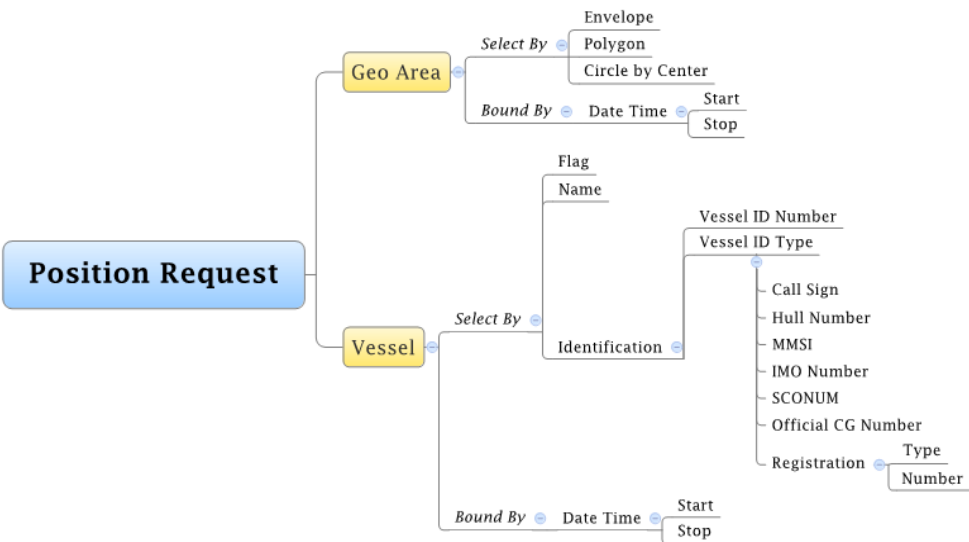 Position Request
Geo Area
Select By
Envelope
Polygon
Circle by Center
Bound By
Date Time
Start
Stop
Vessel
Select By
Flag
Name
Identification
Vessel ID Number
Vessel ID Type
Call Sign
Hull Number
MMSI
IMO Number
SCONUM
Official CG Number
Registration
Type
Number
Bound By
Date Time
Start
Stop